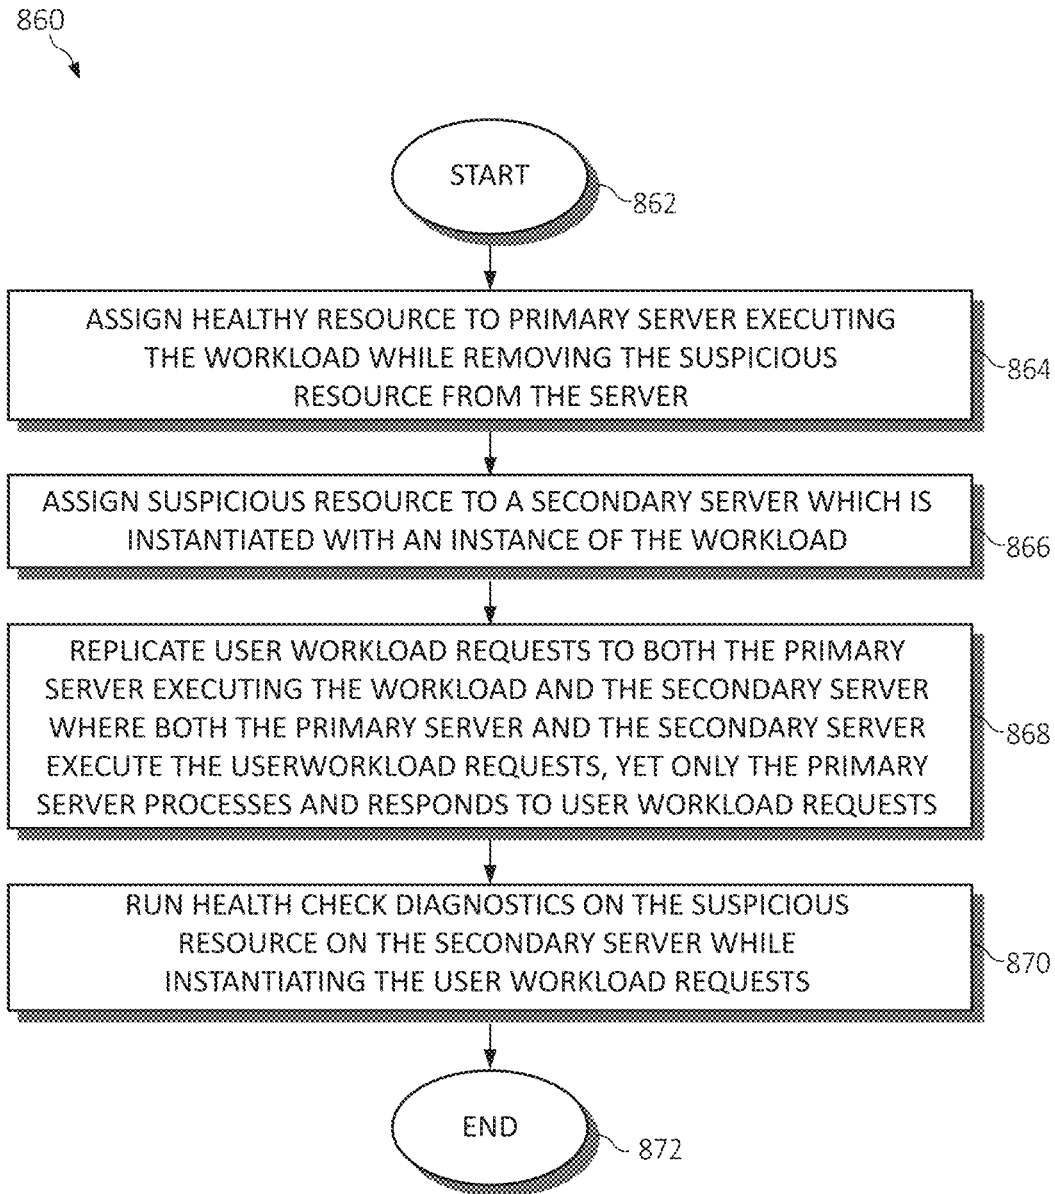 860
START
862
ASSIGN HEALTHY RESOURCE TO PRIMARY SERVER EXECUTING
THE WORKLOAD WHILE REMOVING THE SUSPICIOUS
RESOURCE FROM THE SERVER
864
ASSIGN SUSPICIOUS RESOURCE TO A SECONDARY SERVER WHICH IS
INSTANTIATED WITH AN INSTANCE OF THE WORKLOAD
866
REPLICATE USER WORKLOAD REQUESTS TO BOTH THE PRIMARY
SERVER EXECUTING THE WORKLOAD AND THE SECONDARY SERVER
WHERE BOTH THE PRIMARY SERVER AND THE SECONDARY SERVER
EXECUTE THE USERWORKLOAD REQUESTS, YET ONLY THE PRIMARY
SERVER PROCESSES AND RESPONDS TO USER WORKLOAD REQUESTS
868
RUN HEALTH CHECK DIAGNOSTICS ON THE SUSPICIOUS
RESOURCE ON THE SECONDARY SERVER WHILE
INSTANTIATING THE USER WORKLOAD REQUESTS
870
END
872